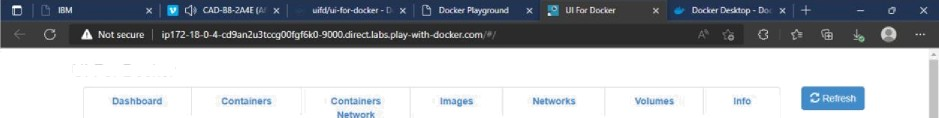 IBM
CAD-BB-2A4E (A
uifd/ui-for-docker - D
Docker Playground
UI For Docker
Docker Desktop - Do
Not secure | ip172-18-0-4-cd9an2u3tccg00fgf6k0-9000.direct.labs.play-with-docker.com/#/
Dashboard Containers Containers Images Networks Volumes Info Refresh
Network